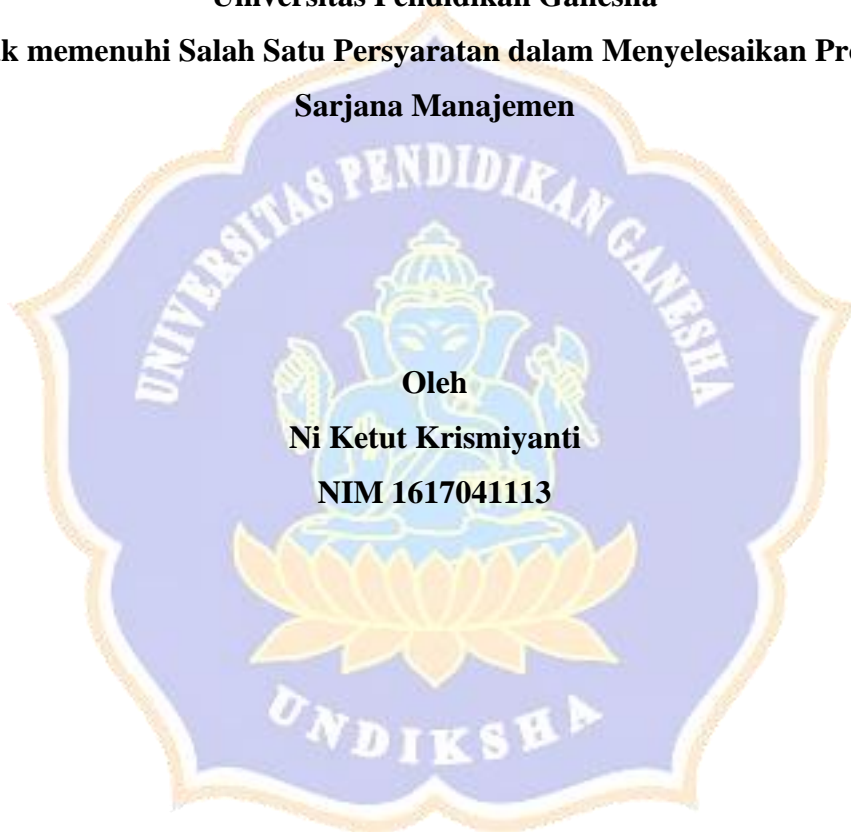 Universitas Pendidikan Ganesha
k memenuhi Salah Satu Persyaratan dalam Menyelesaikan Pr
Sarjana Manajemen
UNIVERSITAS PENDIDIKAN GANESHA
Oleh
Ni Ketut Krismiyanti
NIM 1617041113
UNDIKSHA